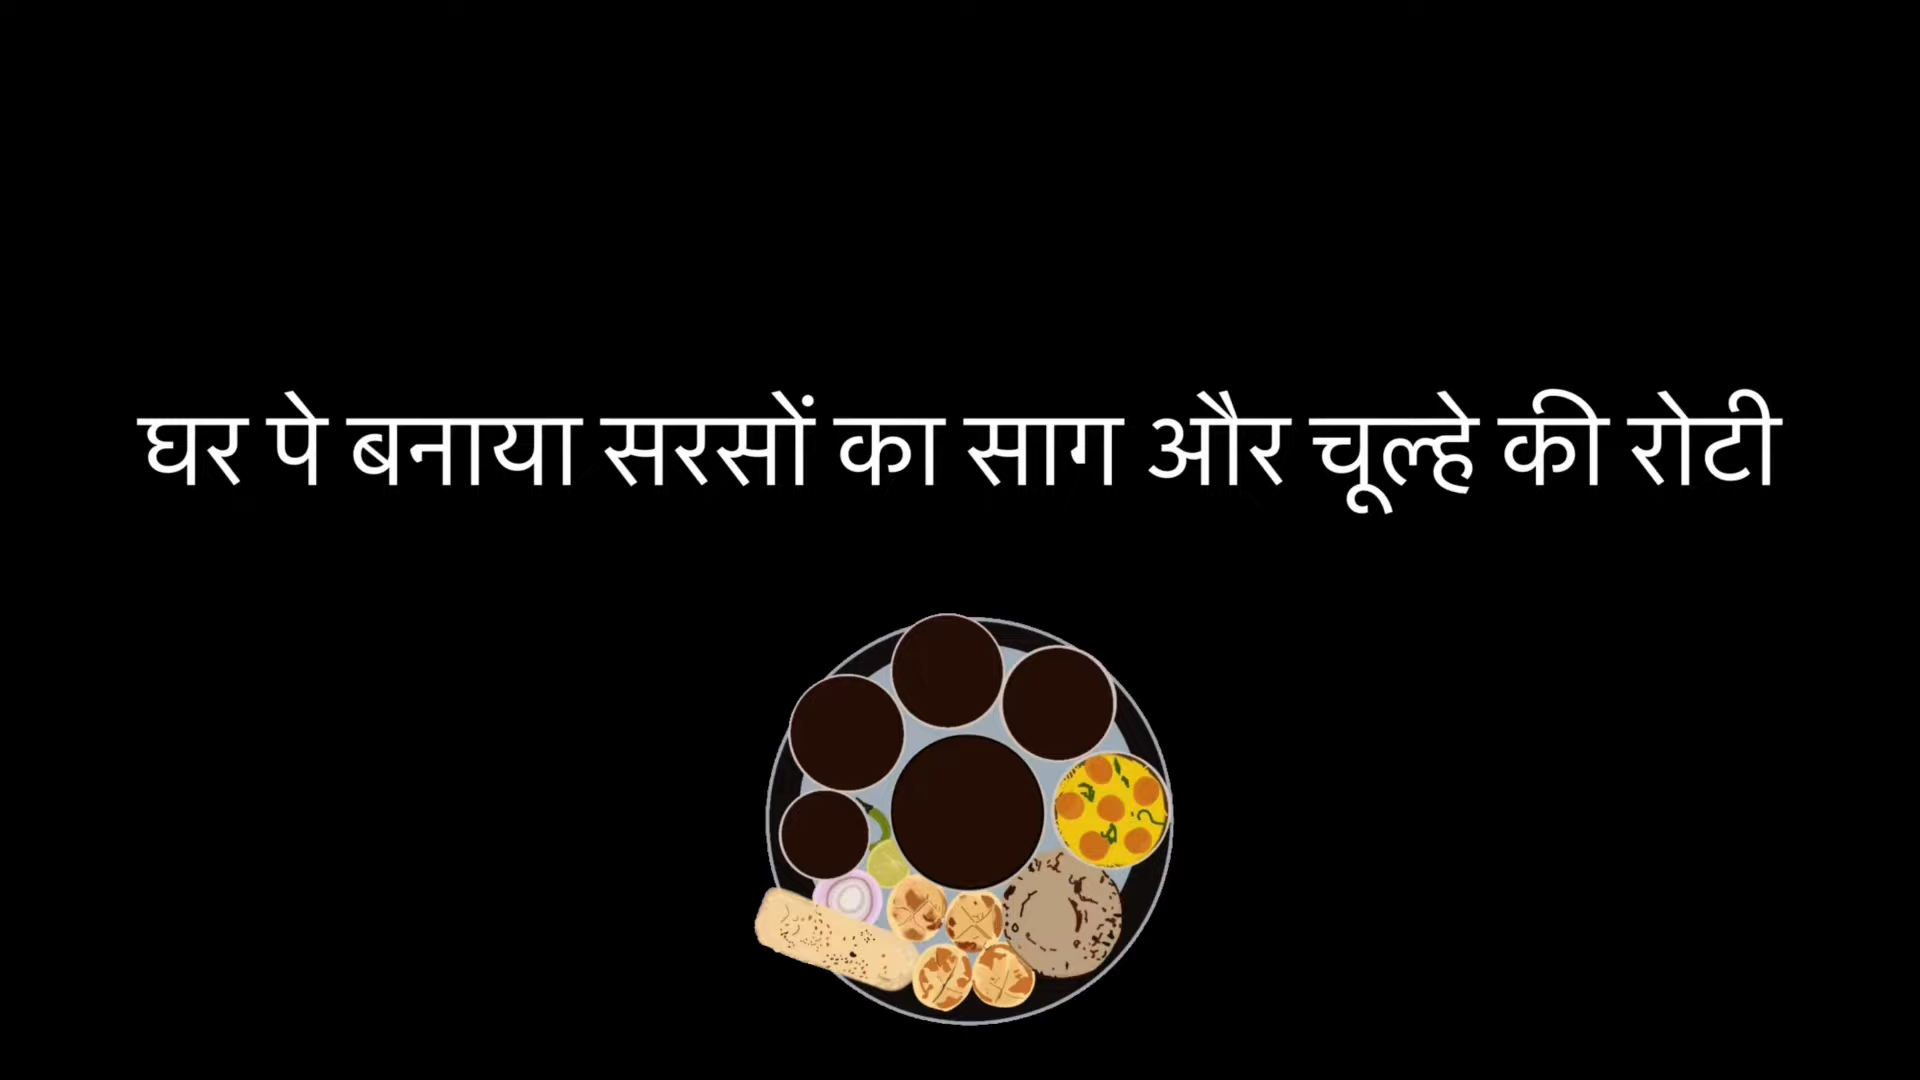 घर पे बनाया सरसों का साग और चूल्हे की रोटी